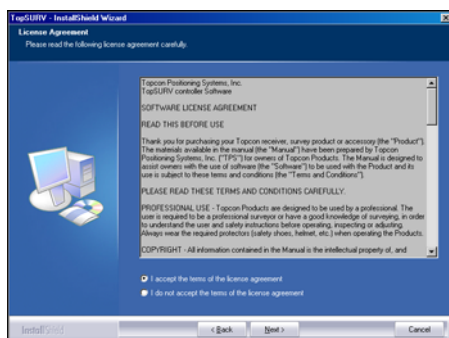 TopSURV - InstallShield Wizard
License Agreement
Please read the following license agreement carefully.
Topcon Positioning Systems, Inc.
TopSURV controller Software
SOFTWARE LICENSE AGREEMENT
READ THIS BEFORE USE
Thank you for purchasing your Topcon receiver, survey product or accessory (the "Product").
The materials available in the manual (the "Manual") have been prepared by Topcon
Positioning Systems, Inc. ("TPS") for owners of Topcon Products. The Manual is designed to
assist owners with the use of software (the "Software") to be used with the Product and its
use is subject to these terms and conditions (the "Terms and Conditions").
PLEASE READ THESE TERMS AND CONDITIONS CAREFULLY.
PROFESSIONAL USE - Topcon Products are designed to be used by a professional. The
user is required to be a professional surveyor or have a good knowledge of surveying, in order
to understand the user and safety instructions before operating, inspecting or adjusting.
Always wear the required protectors (safety shoes, helmet, etc.) when operating the Products.
COPYRIGHT - All information contained in the Manual is the intellectual property of, and
I accept the terms of the license agreement
I do not accept the terms of the license agreement
InstallShield
< Back
Next >
Cancel